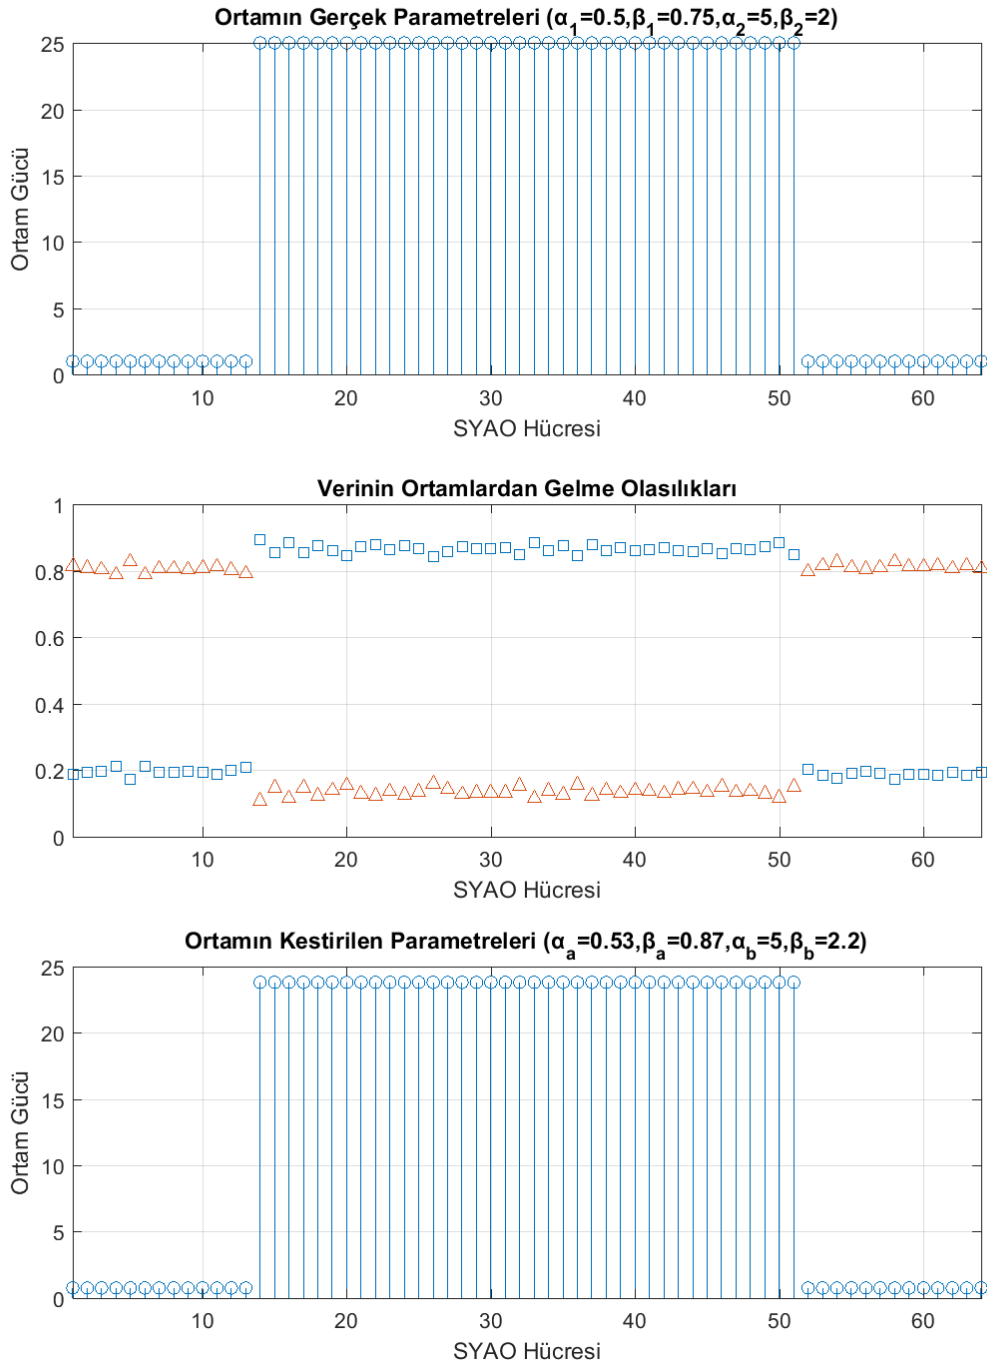 Ortamın Gerçek Parametreleri (α₁=0.5,β₁=0.75,α₂=5,β₂=2)
25
20
15
10
5
0
Ortam Gücü
10 20 30 40 50 60
SYAO Hücresi
Verinin Ortamlardan Gelme Olasılıkları
1
0.8
0.6
0.4
0.2
0
10 20 30 40 50 60
SYAO Hücresi
Ortamın Kestirilen Parametreleri (αₐ=0.53,βₐ=0.87,α_b=5,β_b=2.2)
25
20
15
10
5
0
Ortam Gücü
10 20 30 40 50 60
SYAO Hücresi